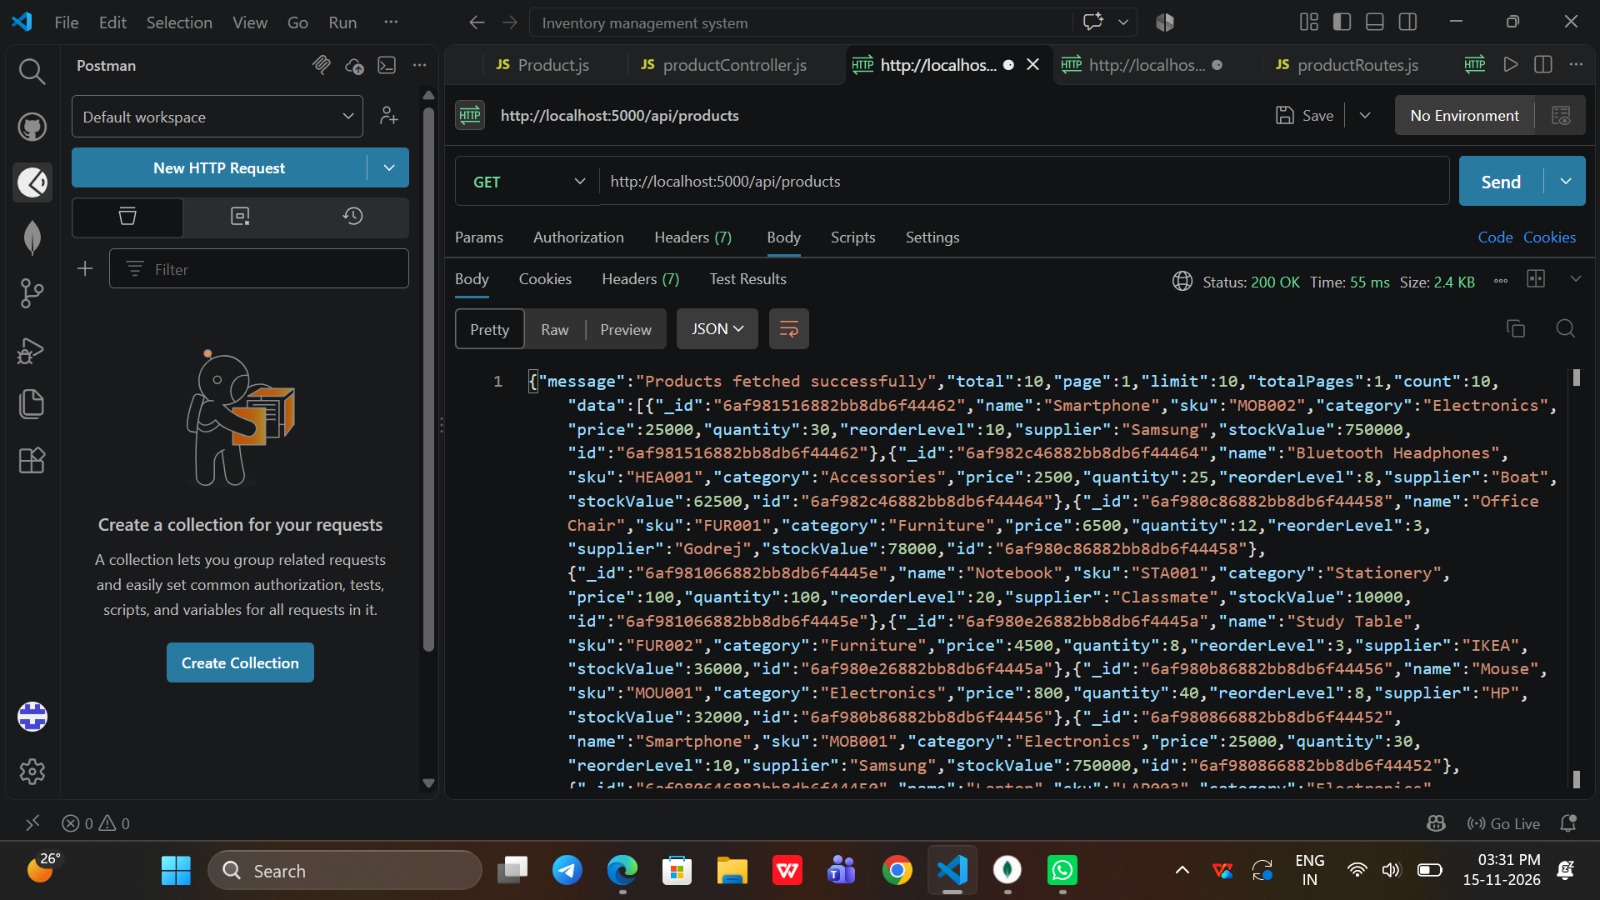 File Edit Selection View Go Run ···
Inventory management system
Postman
Default workspace
New HTTP Request
Filter
Create a collection for your requests
A collection lets you group related requests
and easily set common authorization, tests,
scripts, and variables for all requests in it.
Create Collection
JS Product.js
JS productController.js
HTTP http://localhos...
HTTP http://localhos...
JS productRoutes.js
HTTP
HTTP http://localhost:5000/api/products
Save
No Environment
GET http://localhost:5000/api/products
Send
Params Authorization Headers (7) Body Scripts Settings
Code Cookies
Body Cookies Headers (7) Test Results
Status: 200 OK Time: 55 ms Size: 2.4 KB
Pretty Raw Preview JSON
1 {"message":"Products fetched successfully","total":10,"page":1,"limit":10,"totalPages":1,"count":10,
"data":[{"_id":"6af981516882bb8db6f44462","name":"Smartphone","sku":"MOB002","category":"Electronics",
"price":25000,"quantity":30,"reorderLevel":10,"supplier":"Samsung","stockValue":750000,
"id":"6af981516882bb8db6f44462"},{"_id":"6af982c46882bb8db6f44464","name":"Bluetooth Headphones",
"sku":"HEA001","category":"Accessories","price":2500,"quantity":25,"reorderLevel":8,"supplier":"Boat",
"stockValue":62500,"id":"6af982c46882bb8db6f44464"},{"_id":"6af980c86882bb8db6f44458","name":"Office
Chair","sku":"FUR001","category":"Furniture","price":6500,"quantity":12,"reorderLevel":3,
"supplier":"Godrej","stockValue":78000,"id":"6af980c86882bb8db6f44458"},
{"_id":"6af981066882bb8db6f4445e","name":"Notebook","sku":"STA001","category":"Stationery",
"price":100,"quantity":100,"reorderLevel":20,"supplier":"Classmate","stockValue":10000,
"id":"6af981066882bb8db6f4445e"},{"_id":"6af980e26882bb8db6f4445a","name":"Study Table",
"sku":"FUR002","category":"Furniture","price":4500,"quantity":8,"reorderLevel":3,"supplier":"IKEA",
"stockValue":36000,"id":"6af980e26882bb8db6f4445a"},{"_id":"6af980b86882bb8db6f44456","name":"Mouse",
"sku":"MOU001","category":"Electronics","price":800,"quantity":40,"reorderLevel":8,"supplier":"HP",
"stockValue":32000,"id":"6af980b86882bb8db6f44456"},{"_id":"6af980866882bb8db6f44452",
"name":"Smartphone","sku":"MOB001","category":"Electronics","price":25000,"quantity":30,
"reorderLevel":10,"supplier":"Samsung","stockValue":750000,"id":"6af980866882bb8db6f44452"},
{"_id":"6af980646882bb8db6f44450","name":"Laptop","sku":"LAP003","category":"Electronics",
0 0
Go Live
26°
Search
ENG
IN
03:31 PM
15-11-2026